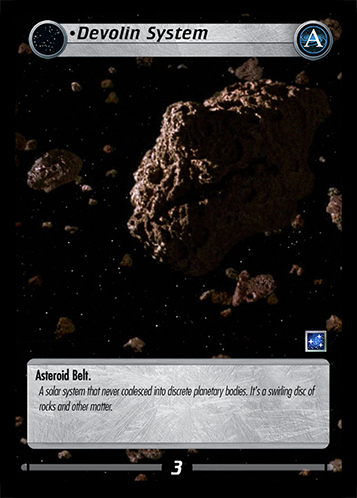 •Devolin System
A
Asteroid Belt.
A solar system that never coalesced into discrete planetary bodies. It's a swirling disc of
rocks and other matter.
3